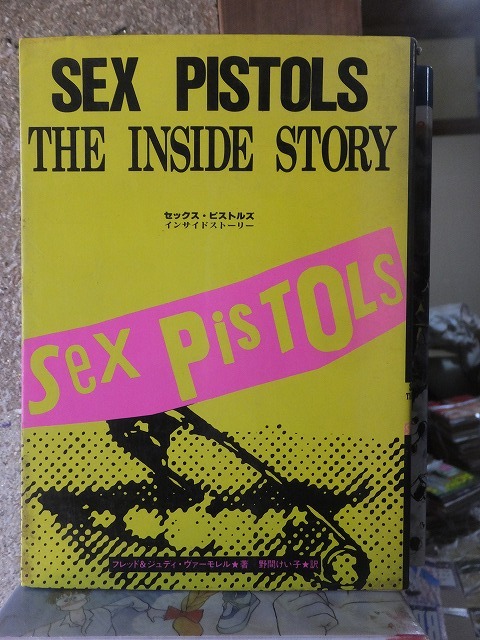 SEX PISTOLS
THE INSIDE STORY
セックス・ピストルズ
インサイドストーリー
Sex PisTOLS
フレッド&ジュディ・ヴァーモレル★著 野間けい子★訳